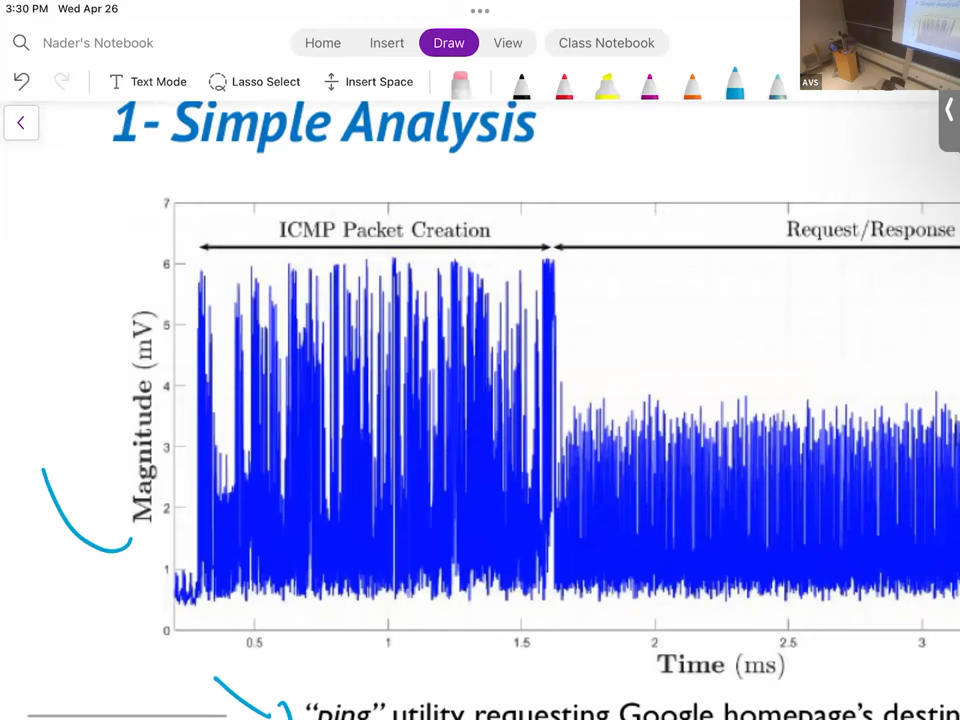 3:30 PM Wed Apr 26
Nader's Notebook
Home Insert Draw View Class Notebook
Text Mode Lasso Select Insert Space
AVS
1- Simple Analysis
7
ICMP Packet Creation Request/Response
6
5
4
3
2
1
0
Magnitude (mV)
0.5 1 1.5 2 2.5 3
Time (ms)
"ping" utility requesting Google homepage's destin